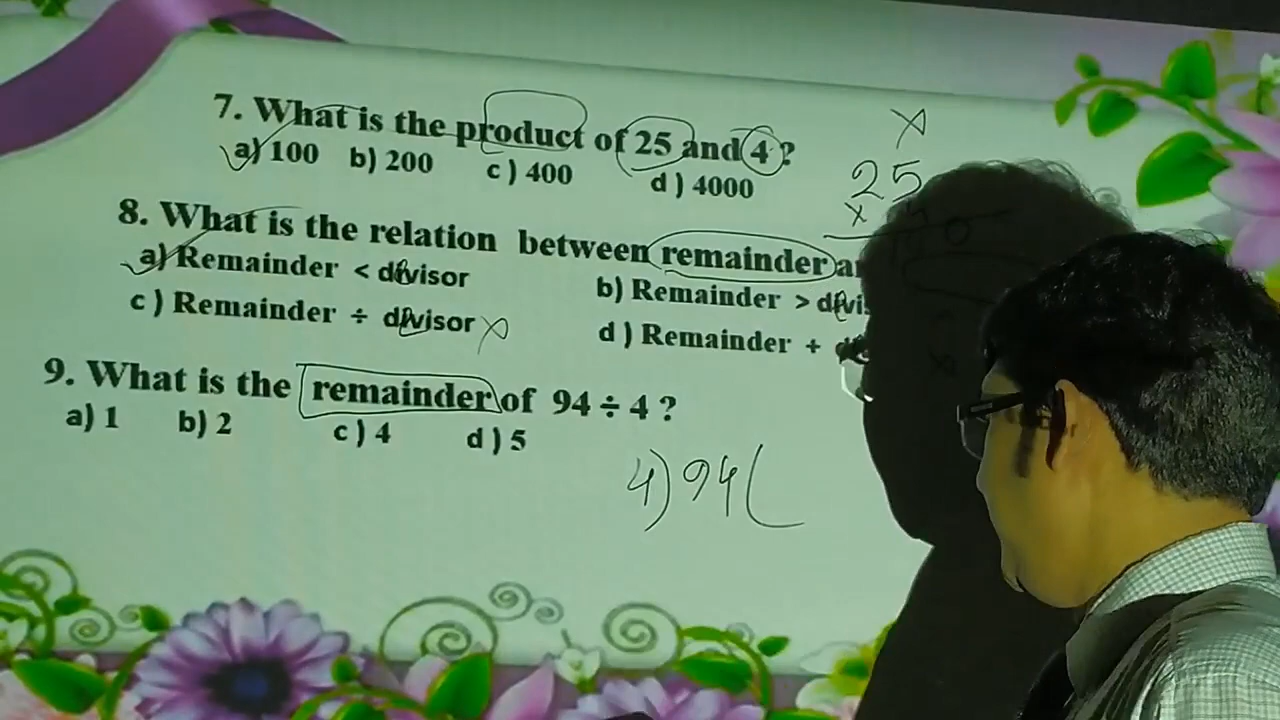 7. What is the product of 25 and 4 ?
a) 100 b) 200 c) 400 d) 4000
×
25
×
8. What is the relation between remainder
a) Remainder < divisor b) Remainder >
c) Remainder ÷ divisor × d) Remainder +
9. What is the remainder of 94 ÷ 4 ?
a) 1 b) 2 c) 4 d) 5
4)94(